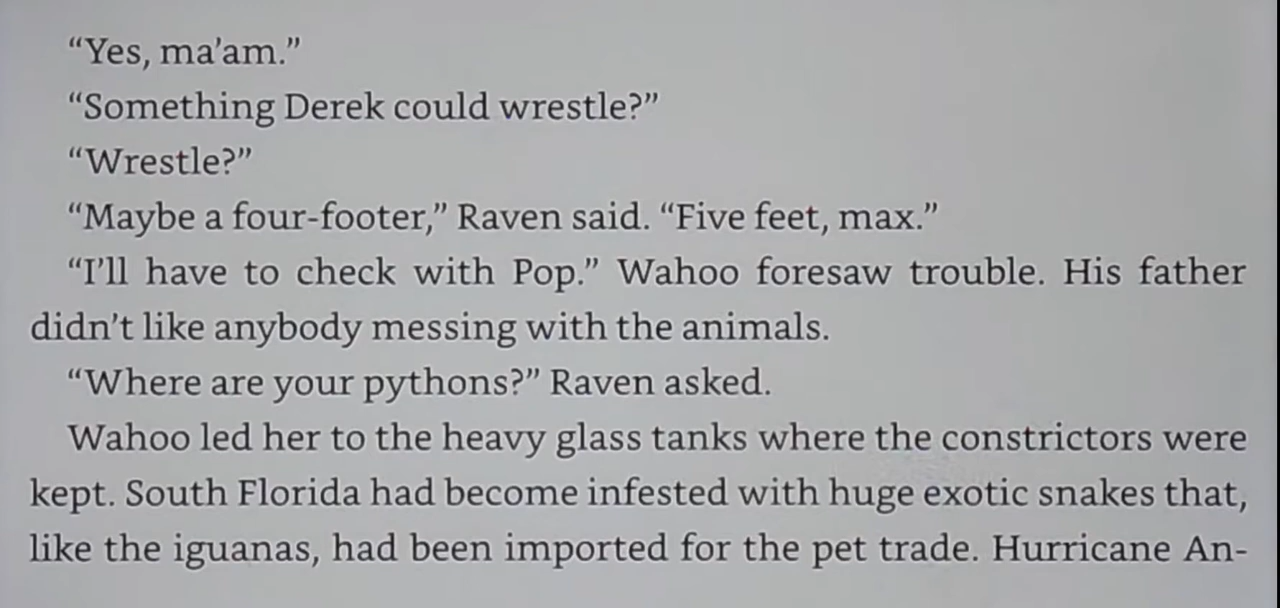 “Yes, ma’am.”
“Something Derek could wrestle?”
“Wrestle?”
“Maybe a four-footer,” Raven said. “Five feet, max.”
“I’ll have to check with Pop.” Wahoo foresaw trouble. His father
didn’t like anybody messing with the animals.
“Where are your pythons?” Raven asked.
Wahoo led her to the heavy glass tanks where the constrictors were
kept. South Florida had become infested with huge exotic snakes that,
like the iguanas, had been imported for the pet trade. Hurricane An-